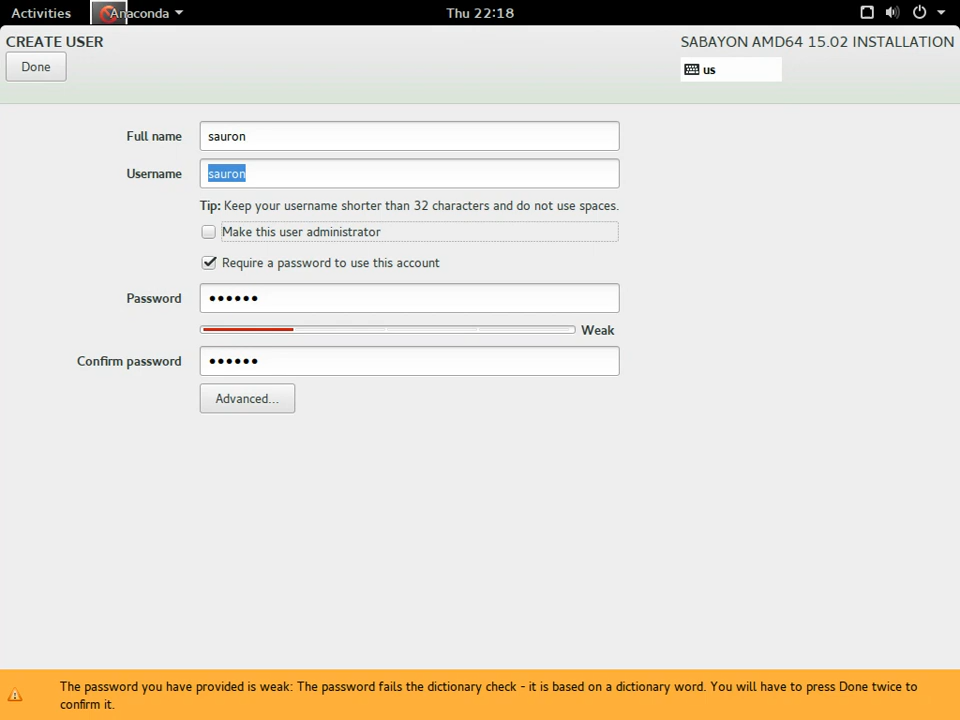 Activities
Anaconda
Thu 22:18
CREATE USER
SABAYON AMD64 15.02 INSTALLATION
Done
us
Full name
sauron
Username
sauron
Tip: Keep your username shorter than 32 characters and do not use spaces.
Make this user administrator
Require a password to use this account
Password
••••••
Weak
Confirm password
••••••
Advanced...
The password you have provided is weak: The password fails the dictionary check - it is based on a dictionary word. You will have to press Done twice to
confirm it.